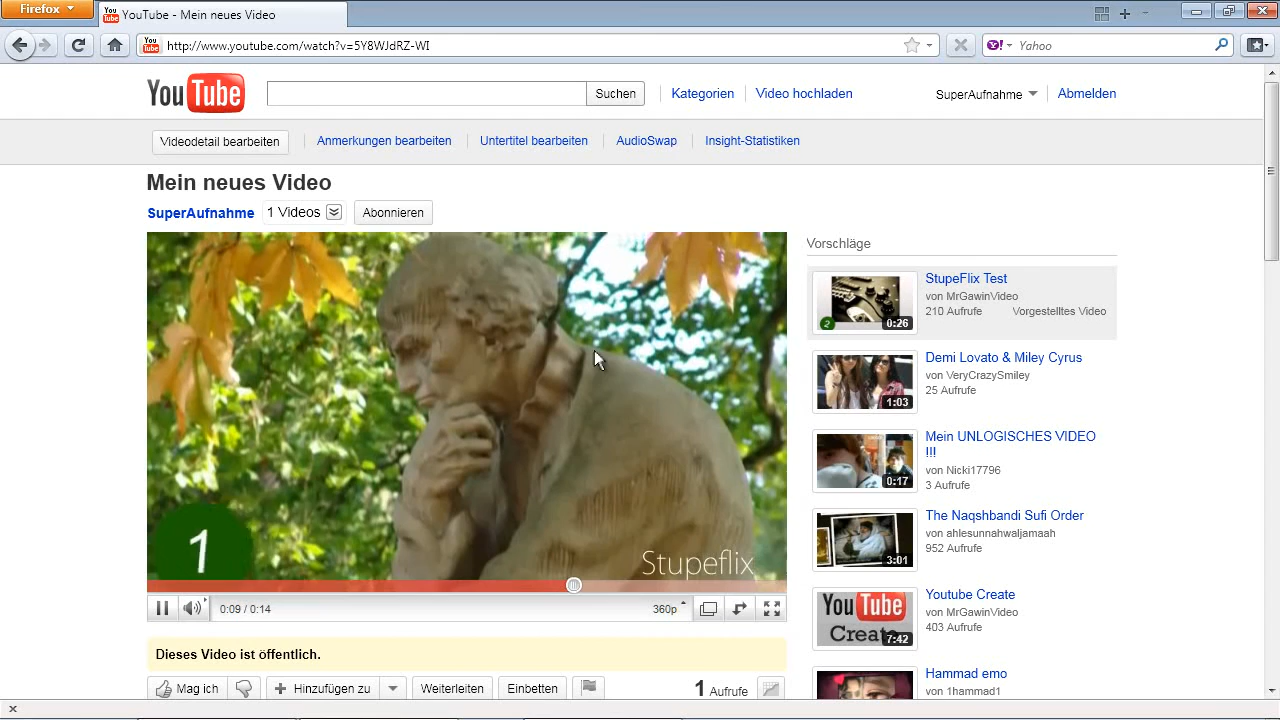 Firefox
YouTube - Mein neues Video
http://www.youtube.com/watch?v=5Y8WJdRZ-WI
Yahoo
YouTube
Suchen
Kategorien
Video hochladen
SuperAufnahme
Abmelden
Videodetail bearbeiten
Anmerkungen bearbeiten
Untertitel bearbeiten
AudioSwap
Insight-Statistiken
Mein neues Video
SuperAufnahme
1 Videos
Abonnieren
1
Stupeflix
0:09 / 0:14
360p
Dieses Video ist öffentlich.
Mag ich
Hinzufügen zu
Weiterleiten
Einbetten
1 Aufrufe
Vorschläge
2
0:26
StupeFlix Test
von MrGawinVideo
210 Aufrufe
Vorgestelltes Video
1:03
Demi Lovato & Miley Cyrus
von VeryCrazySmiley
25 Aufrufe
0:17
Mein UNLOGISCHES VIDEO
!!!
von Nicki17796
3 Aufrufe
3:01
The Naqshbandi Sufi Order
von ahlesunnahwaljamaah
952 Aufrufe
YouTube
Create
7:42
Youtube Create
von MrGawinVideo
403 Aufrufe
Hammad emo
von 1hammad1